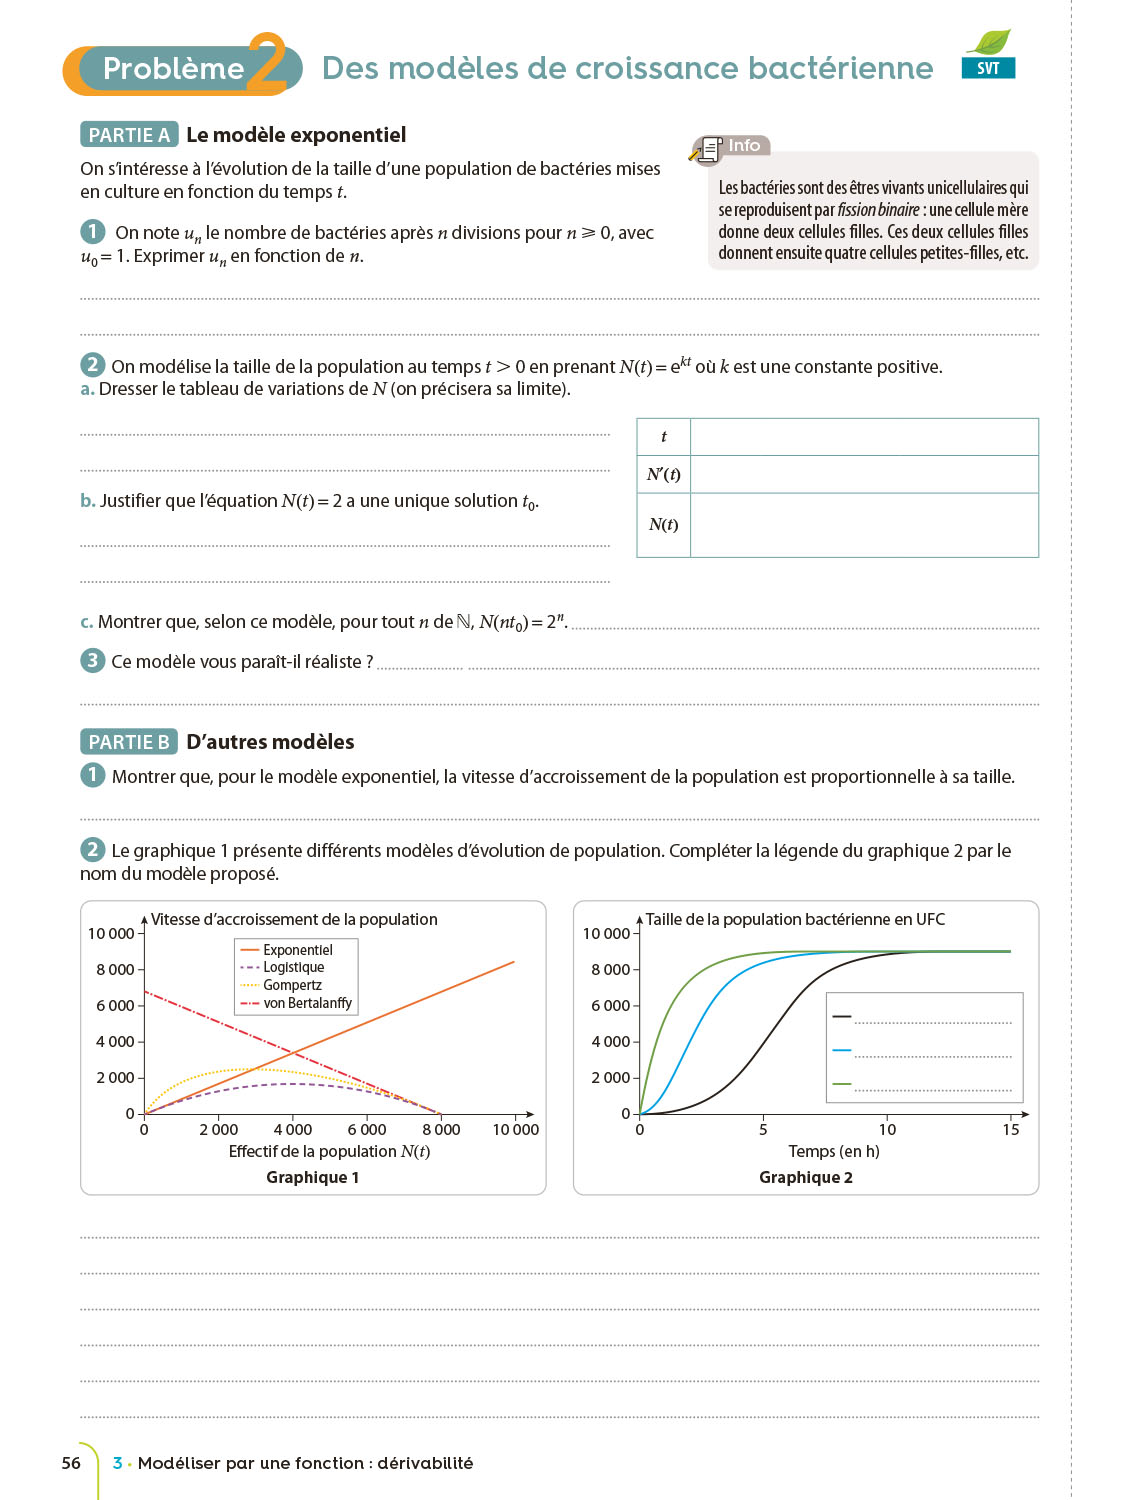 Problème 2 Des modèles de croissance bactérienne
SVT
PARTIE A Le modèle exponentiel
On s'intéresse à l'évolution de la taille d'une population de bactéries mises
en culture en fonction du temps t.
1 On note uₙ le nombre de bactéries après n divisions pour n ⩾ 0, avec
u₀ = 1. Exprimer uₙ en fonction de n.
Info
Les bactéries sont des êtres vivants unicellulaires qui
se reproduisent par fission binaire : une cellule mère
donne deux cellules filles. Ces deux cellules filles
donnent ensuite quatre cellules petites-filles, etc.
2 On modélise la taille de la population au temps t > 0 en prenant N(t) = eᵏᵗ où k est une constante positive.
a. Dresser le tableau de variations de N (on précisera sa limite).
t
N′(t)
N(t)
b. Justifier que l'équation N(t) = 2 a une unique solution t₀.
c. Montrer que, selon ce modèle, pour tout n de ℕ, N(nt₀) = 2ⁿ.
3 Ce modèle vous paraît-il réaliste ?
PARTIE B D'autres modèles
1 Montrer que, pour le modèle exponentiel, la vitesse d'accroissement de la population est proportionnelle à sa taille.
2 Le graphique 1 présente différents modèles d'évolution de population. Compléter la légende du graphique 2 par le
nom du modèle proposé.
Vitesse d'accroissement de la population
10 000
8 000
6 000
4 000
2 000
0
Exponentiel
Logistique
Gompertz
von Bertalanffy
0 2 000 4 000 6 000 8 000 10 000
Effectif de la population N(t)
Graphique 1
Taille de la population bactérienne en UFC
10 000
8 000
6 000
4 000
2 000
0
0 5 10 15
Temps (en h)
Graphique 2
56 3 • Modéliser par une fonction : dérivabilité